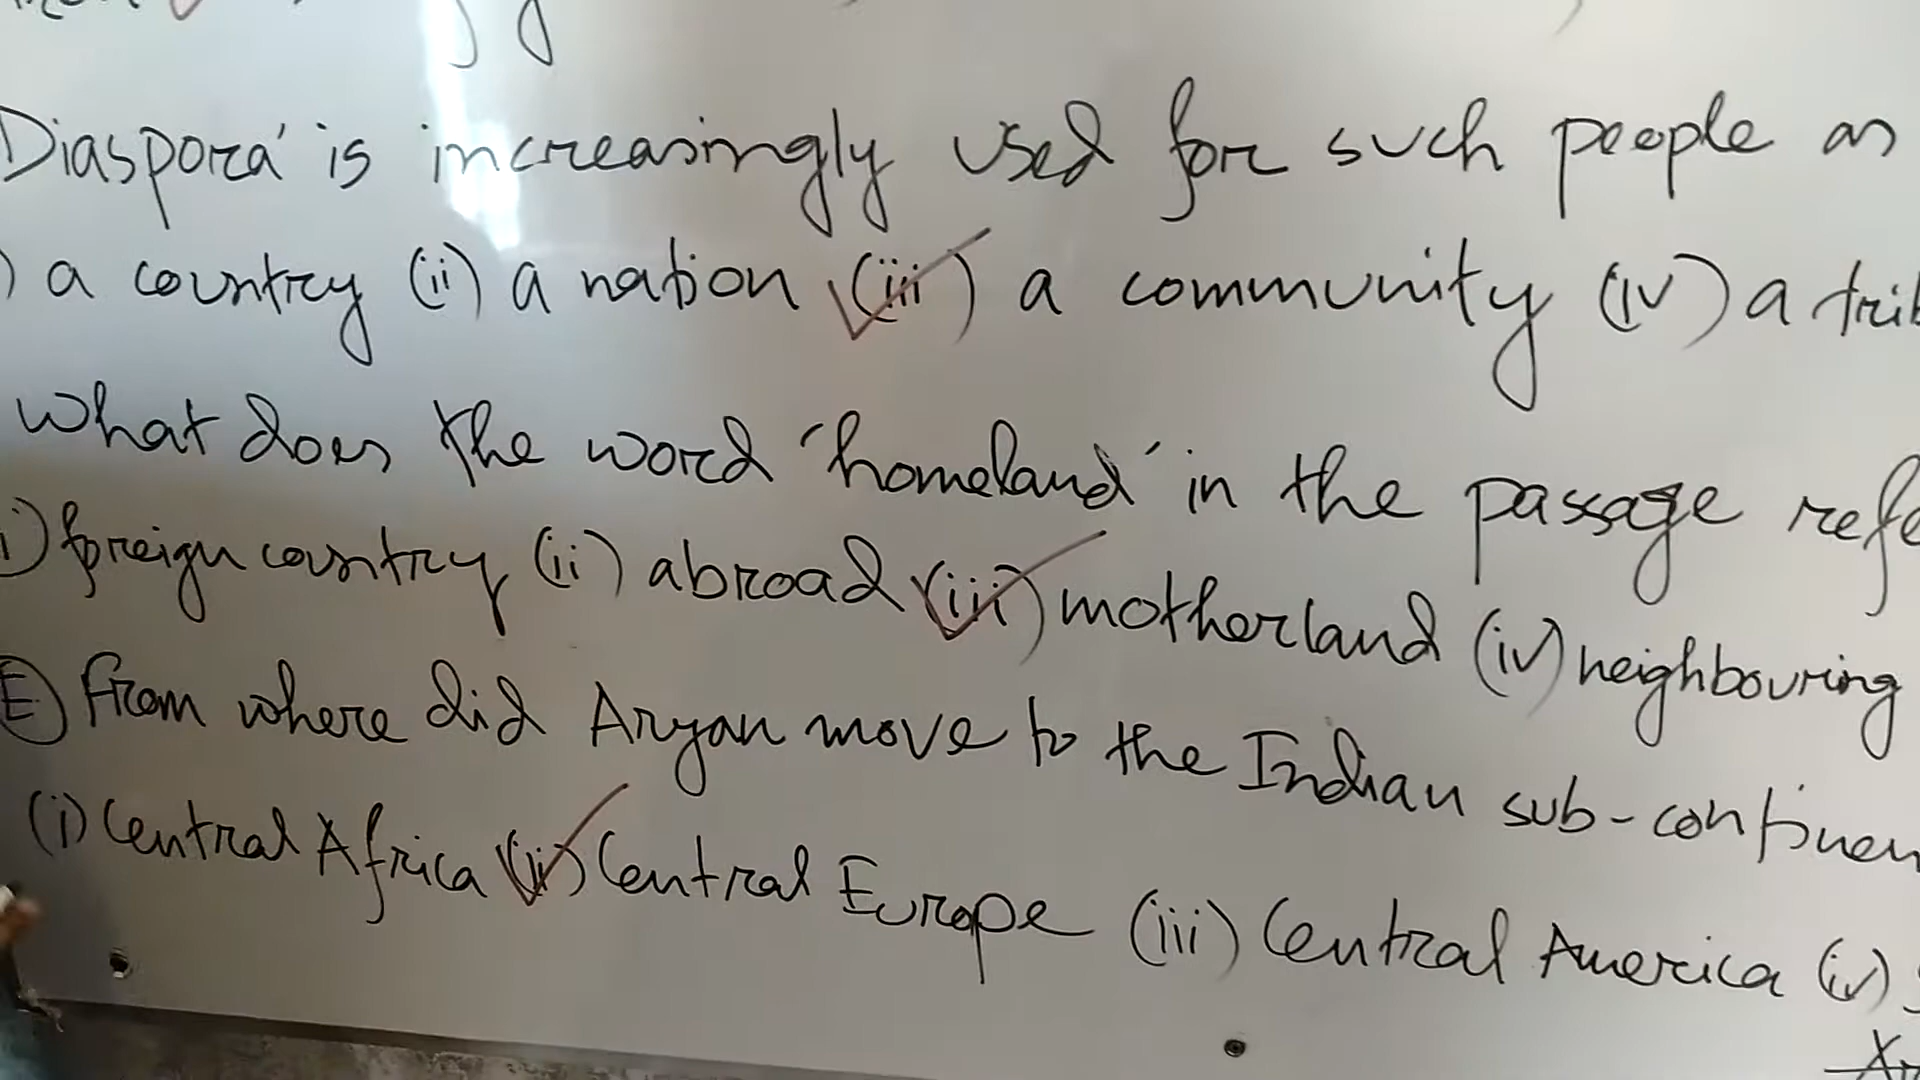 Diaspora' is increasingly used for such people as
) a country (ii) a nation (iii) a community (iv) a
What does the word 'homeland' in the passage
i) foreign country (ii) abroad (iii) motherland (iv) neighbouring
E) From where did Aryan move to the Indian sub-continen
(i) Central Africa (ii) Central Europe (iii) Central America (iv)